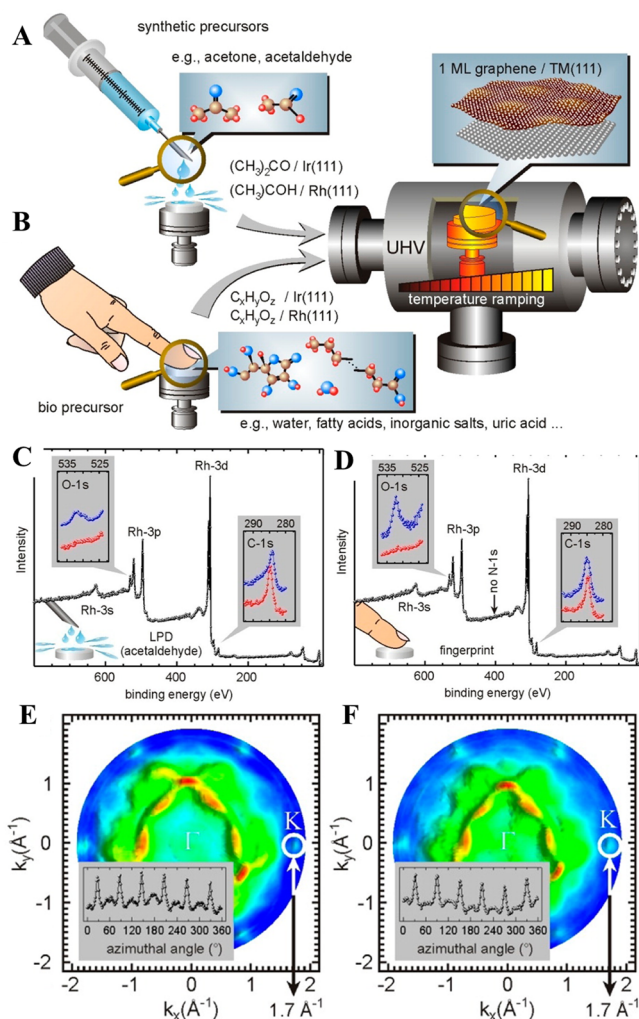 A
synthetic precursors
e.g., acetone, acetaldehyde
1 ML graphene / TM(111)
(CH₃)₂CO / Ir(111)
(CH₃)COH / Rh(111)
B
UHV
CₓHᵧO_z / Ir(111)
CₓHᵧO_z / Rh(111)
temperature ramping
bio precursor
e.g., water, fatty acids, inorganic salts, uric acid ...
C
535 525
O-1s
Rh-3d
Rh-3p
290 280
C-1s
Intensity
Rh-3s
LPD
(acetaldehyde)
600 400 200
binding energy (eV)
D
535 525
O-1s
Rh-3d
Rh-3p
no N-1s
290 280
C-1s
Intensity
Rh-3s
fingerprint
600 400 200
binding energy (eV)
E
2
1
0
-1
-2
kᵧ(Å⁻¹)
Γ
K
0 60 120 180 240 300 360
azimuthal angle (°)
-2 -1 0 1 2
kₓ(Å⁻¹)
1.7 Å⁻¹
F
2
1
0
-1
-2
kᵧ(Å⁻¹)
Γ
K
0 60 120 180 240 300 360
azimuthal angle (°)
-2 -1 0 1 2
kₓ(Å⁻¹)
1.7 Å⁻¹